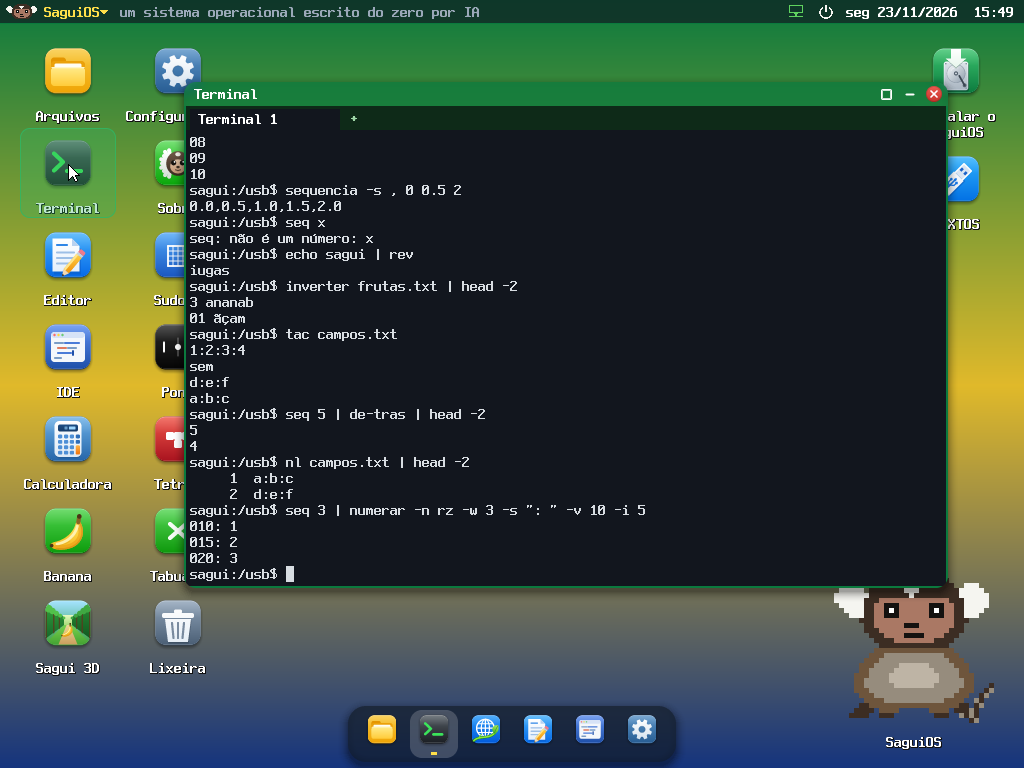 SaguiOS▾ um sistema operacional escrito do zero por IA
seg 23/11/2026 15:49
Arquivos
Terminal
Editor
IDE
Calculadora
Banana
Sagui 3D
Lixeira
Terminal
Terminal 1 +
08
09
10
sagui:/usb$ sequencia -s , 0 0.5 2
0.0,0.5,1.0,1.5,2.0
sagui:/usb$ seq x
seq: não é um número: x
sagui:/usb$ echo sagui | rev
iugas
sagui:/usb$ inverter frutas.txt | head -2
3 ananab
01 ãçam
sagui:/usb$ tac campos.txt
1:2:3:4
sem
d:e:f
a:b:c
sagui:/usb$ seq 5 | de-tras | head -2
5
4
sagui:/usb$ nl campos.txt | head -2
     1  a:b:c
     2  d:e:f
sagui:/usb$ seq 3 | numerar -n rz -w 3 -s ": " -v 10 -i 5
010: 1
015: 2
020: 3
sagui:/usb$
SaguiOS